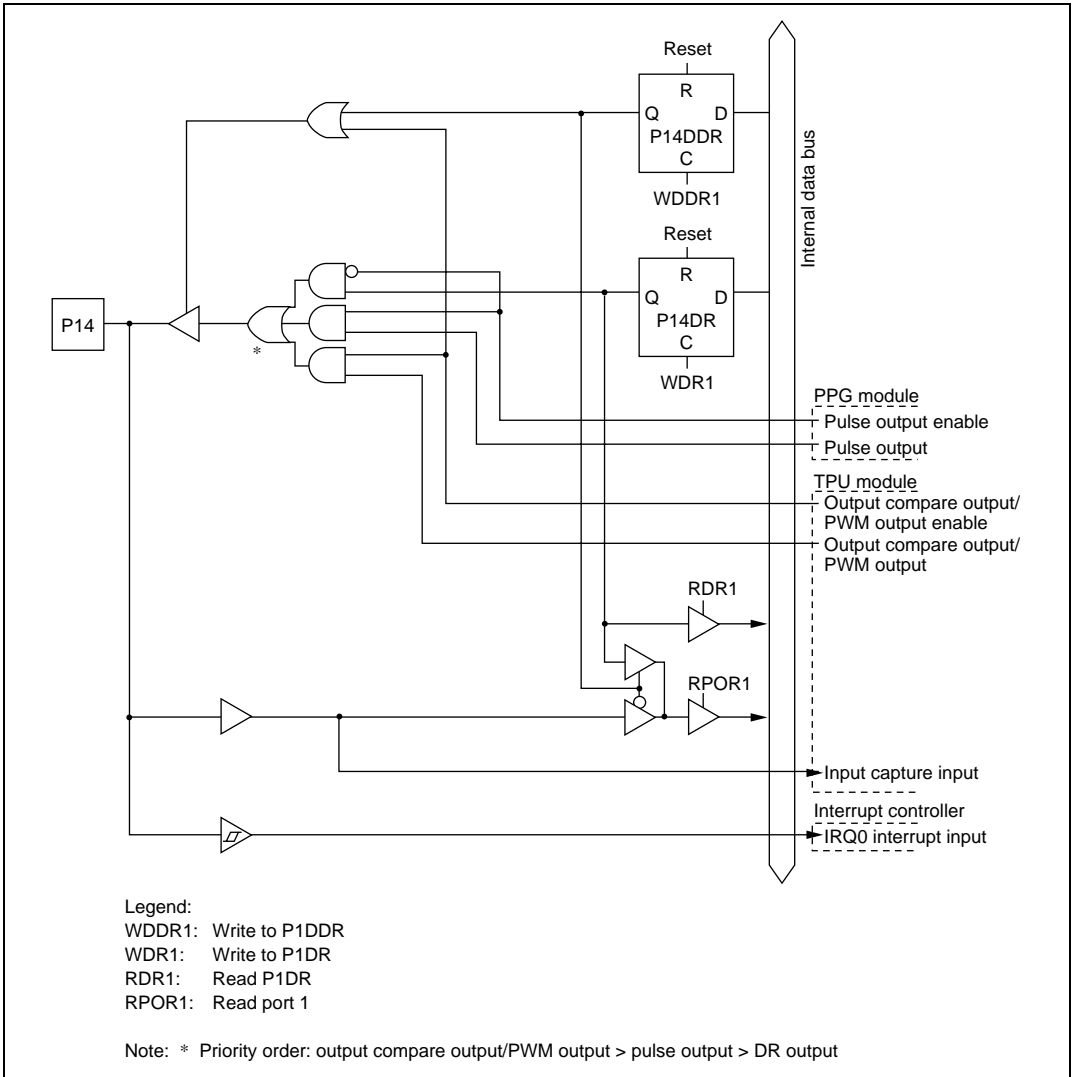 Reset
R
Q D
P14DDR
C
WDDR1
Internal data bus
Reset
R
Q D
P14DR
C
WDR1
P14
*
PPG module
Pulse output enable
Pulse output
TPU module
Output compare output/
PWM output enable
Output compare output/
PWM output
RDR1
RPOR1
Input capture input
Interrupt controller
IRQ0 interrupt input
Legend:
WDDR1: Write to P1DDR
WDR1: Write to P1DR
RDR1: Read P1DR
RPOR1: Read port 1
Note: * Priority order: output compare output/PWM output > pulse output > DR output